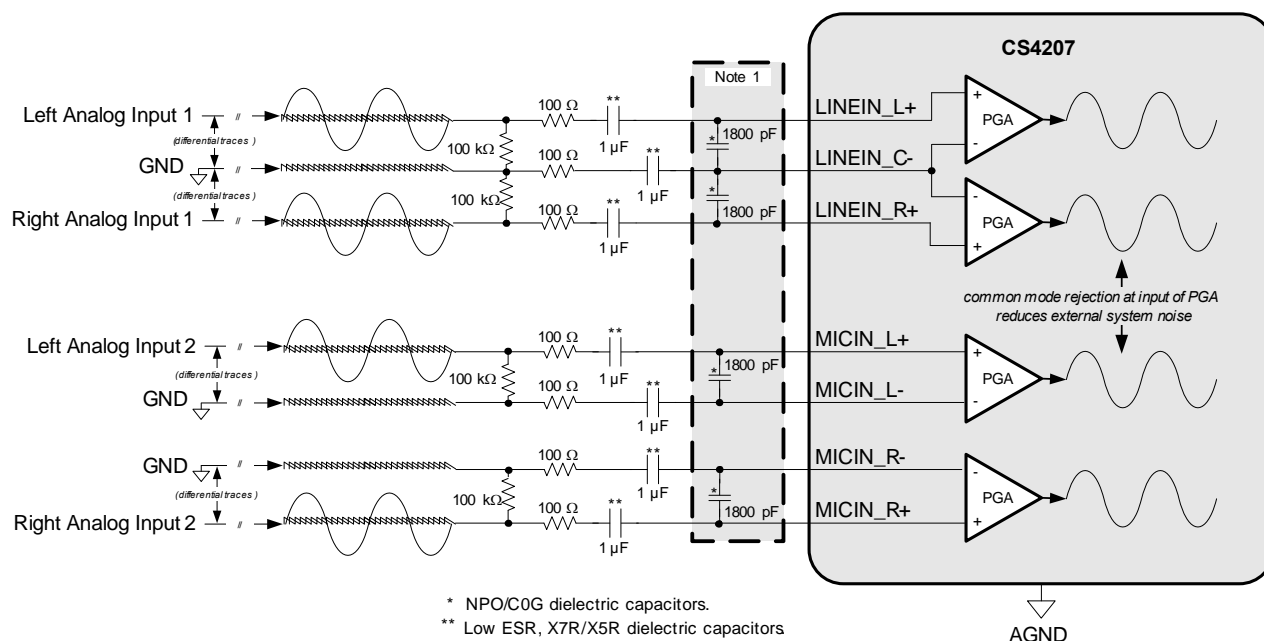 CS4207
Note 1
Left Analog Input 1
(differential traces)
GND
(differential traces)
Right Analog Input 1
//
//
//
100 kΩ
100 kΩ
100 Ω
100 Ω
100 Ω
**
1 µF
**
1 µF
**
1 µF
*
1800 pF
*
1800 pF
LINEIN_L+
LINEIN_C-
LINEIN_R+
+
PGA
-
-
PGA
+
common mode rejection at input of PGA
reduces external system noise
Left Analog Input 2
(differential traces)
GND
//
//
100 kΩ
100 Ω
100 Ω
**
1 µF
**
1 µF
*
1800 pF
MICIN_L+
MICIN_L-
+
PGA
-
GND
(differential traces)
Right Analog Input 2
//
//
100 kΩ
100 Ω
100 Ω
**
1 µF
**
1 µF
*
1800 pF
MICIN_R-
MICIN_R+
-
PGA
+
AGND
* NPO/C0G dielectric capacitors.
** Low ESR, X7R/X5R dielectric capacitors.